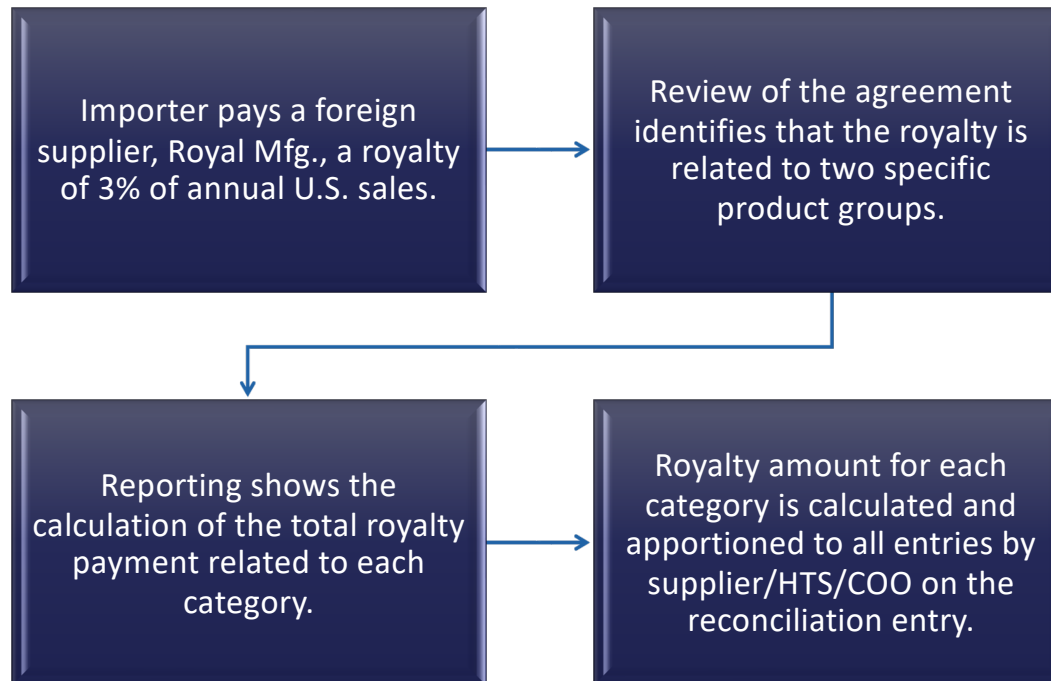 Importer pays a foreign
supplier, Royal Mfg., a royalty
of 3% of annual U.S. sales.
Review of the agreement
identifies that the royalty is
related to two specific
product groups.
Reporting shows the
calculation of the total royalty
payment related to each
category.
Royalty amount for each
category is calculated and
apportioned to all entries by
supplier/HTS/COO on the
reconciliation entry.